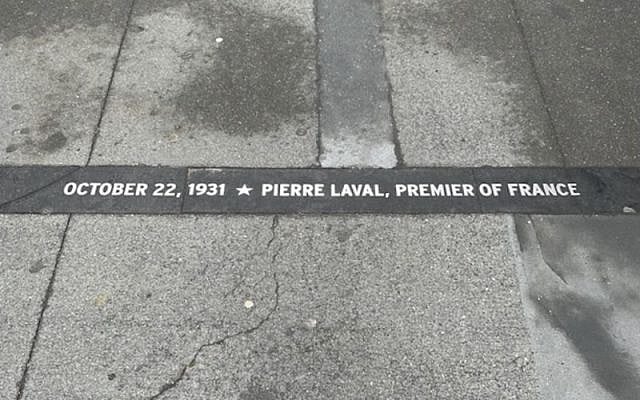 OCTOBER 22, 1931 ★ PIERRE LAVAL, PREMIER OF FRANCE